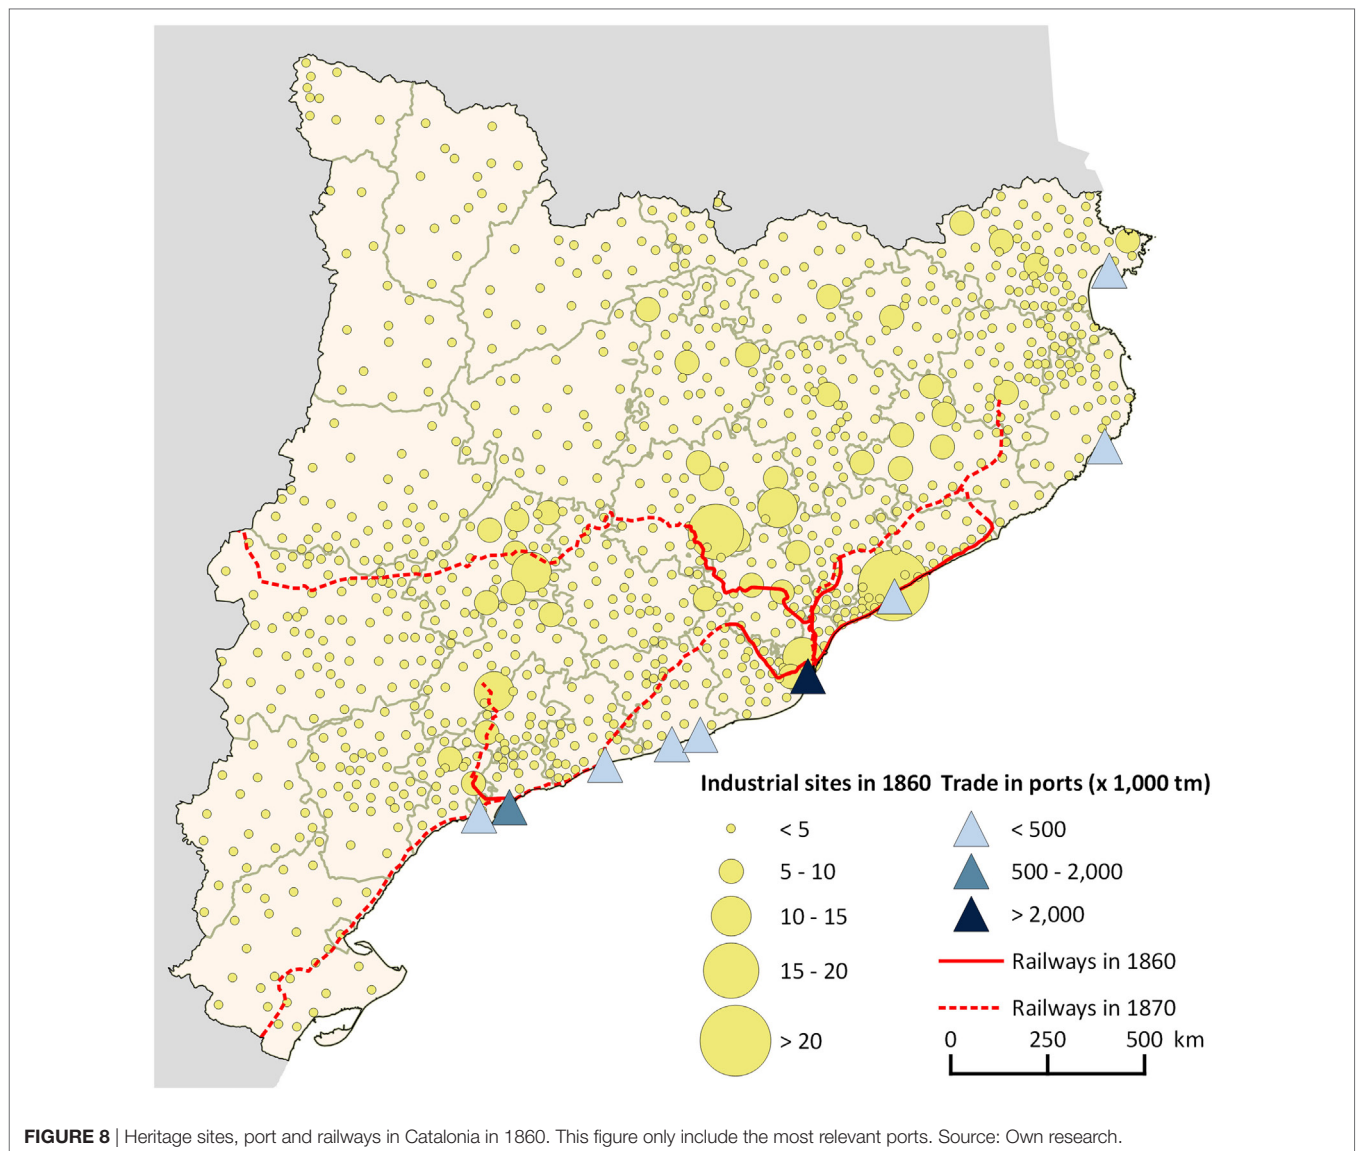 Industrial sites in 1860
< 5
5 - 10
10 - 15
15 - 20
> 20
Trade in ports (x 1,000 tm)
< 500
500 - 2,000
> 2,000
Railways in 1860
Railways in 1870
0 250 500 km
FIGURE 8 | Heritage sites, port and railways in Catalonia in 1860. This figure only include the most relevant ports. Source: Own research.